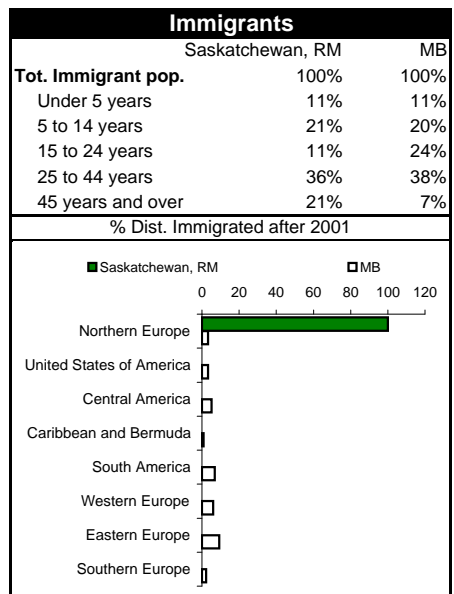 Immigrants
Saskatchewan, RM MB
Tot. Immigrant pop. 100% 100%
Under 5 years 11% 11%
5 to 14 years 21% 20%
15 to 24 years 11% 24%
25 to 44 years 36% 38%
45 years and over 21% 7%
% Dist. Immigrated after 2001
Saskatchewan, RM MB
0 20 40 60 80 100 120
Northern Europe
United States of America
Central America
Caribbean and Bermuda
South America
Western Europe
Eastern Europe
Southern Europe